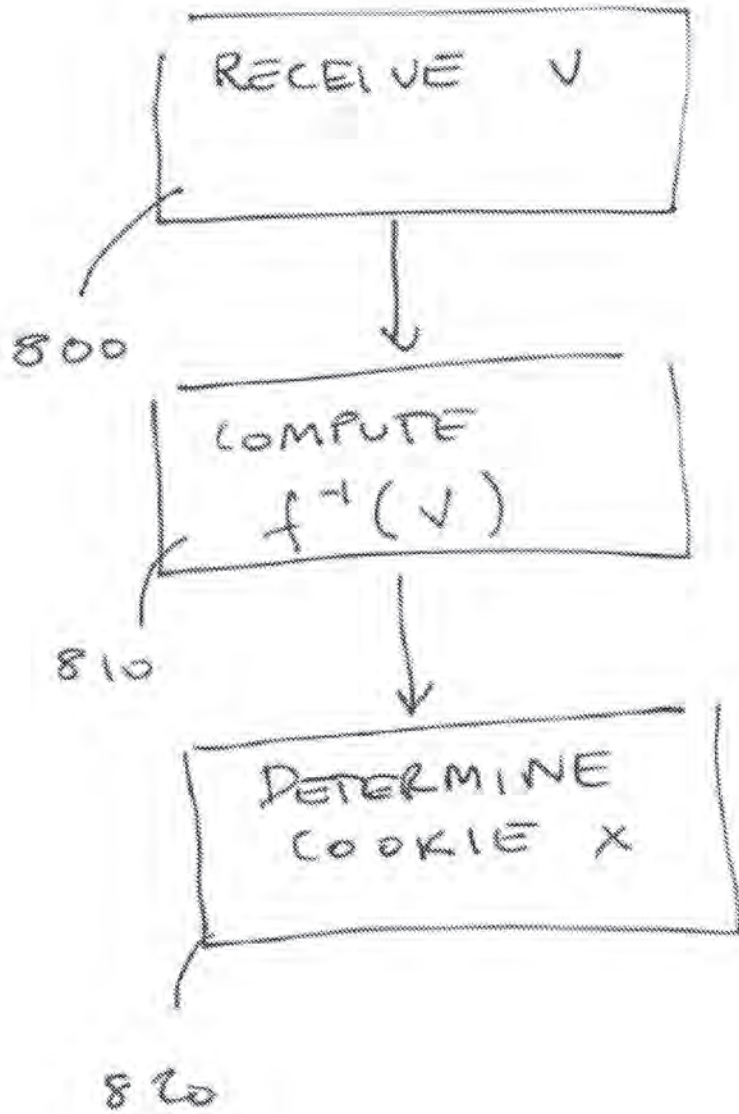 RECEIVE V
800
COMPUTE
f⁻¹(V)
810
DETERMINE
COOKIE X
820